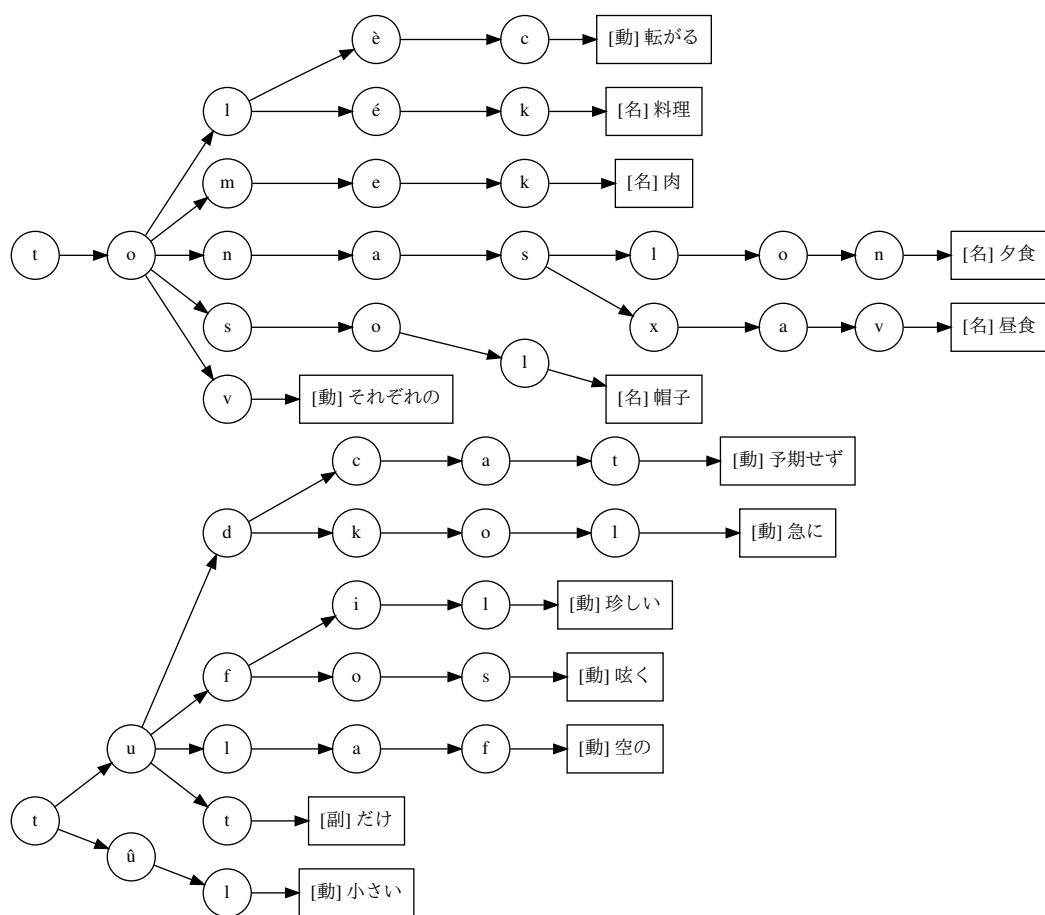 è c [動] 転がる
l é k [名] 料理
m e k [名] 肉
t o n a s l o n [名] 夕食
s o x a v [名] 昼食
l [名] 帽子
v [動] それぞれの
c a t [動] 予期せず
d k o l [動] 急に
i l [動] 珍しい
f o s [動] 呟く
u l a f [動] 空の
t t [副] だけ
û
l [動] 小さい